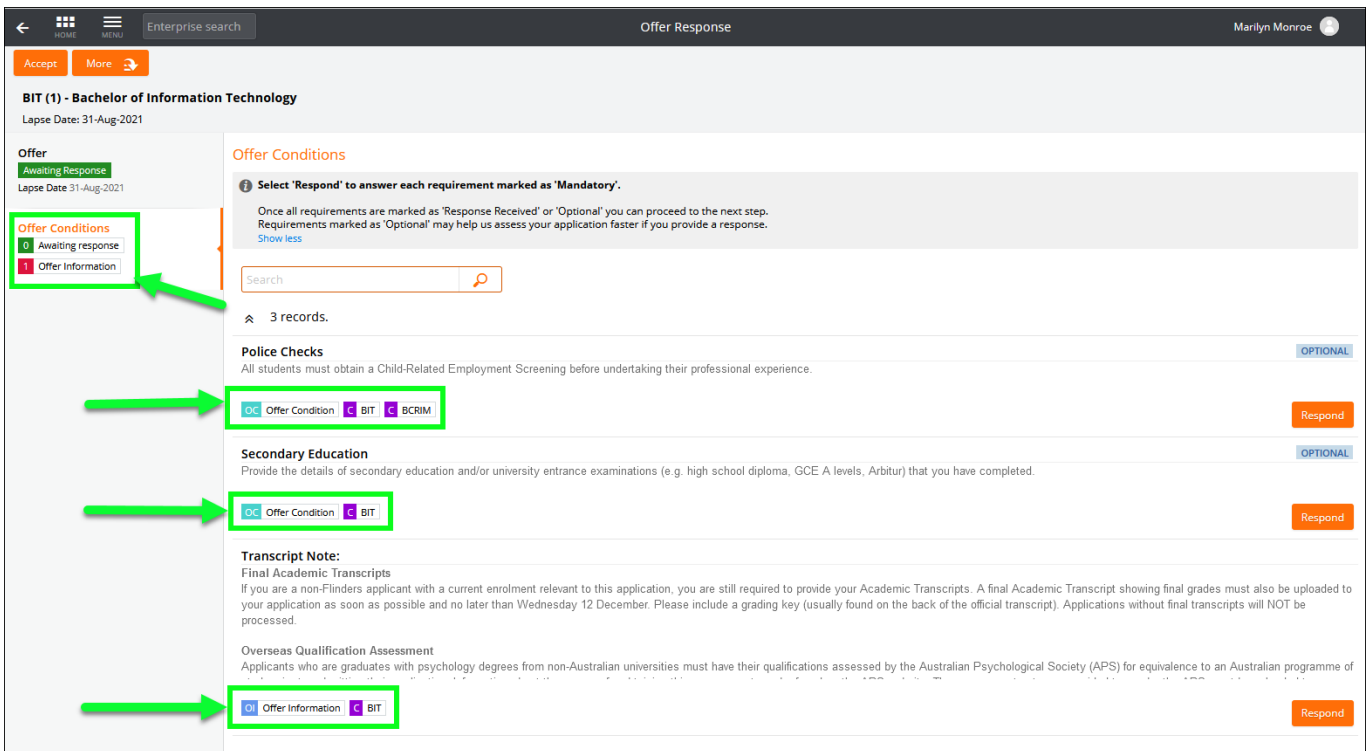 HOME
MENU
Enterprise search
Offer Response
Marilyn Monroe
Accept
More
BIT (1) - Bachelor of Information Technology
Lapse Date: 31-Aug-2021
Offer
Awaiting Response
Lapse Date 31-Aug-2021
Offer Conditions
0 Awaiting response
1 Offer Information
Offer Conditions
Select 'Respond' to answer each requirement marked as 'Mandatory'.
Once all requirements are marked as 'Response Received' or 'Optional' you can proceed to the next step.
Requirements marked as 'Optional' may help us assess your application faster if you provide a response.
Show less
Search
3 records.
Police Checks
OPTIONAL
All students must obtain a Child-Related Employment Screening before undertaking their professional experience.
OC Offer Condition C BIT C BCRIM
Respond
Secondary Education
OPTIONAL
Provide the details of secondary education and/or university entrance examinations (e.g. high school diploma, GCE A levels, Arbitur) that you have completed.
OC Offer Condition C BIT
Respond
Transcript Note:
Final Academic Transcripts
If you are a non-Flinders applicant with a current enrolment relevant to this application, you are still required to provide your Academic Transcripts. A final Academic Transcript showing final grades must also be uploaded to
your application as soon as possible and no later than Wednesday 12 December. Please include a grading key (usually found on the back of the official transcript). Applications without final transcripts will NOT be
processed.
Overseas Qualification Assessment
Applicants who are graduates with psychology degrees from non-Australian universities must have their qualifications assessed by the Australian Psychological Society (APS) for equivalence to an Australian programme of
OI Offer Information C BIT
Respond